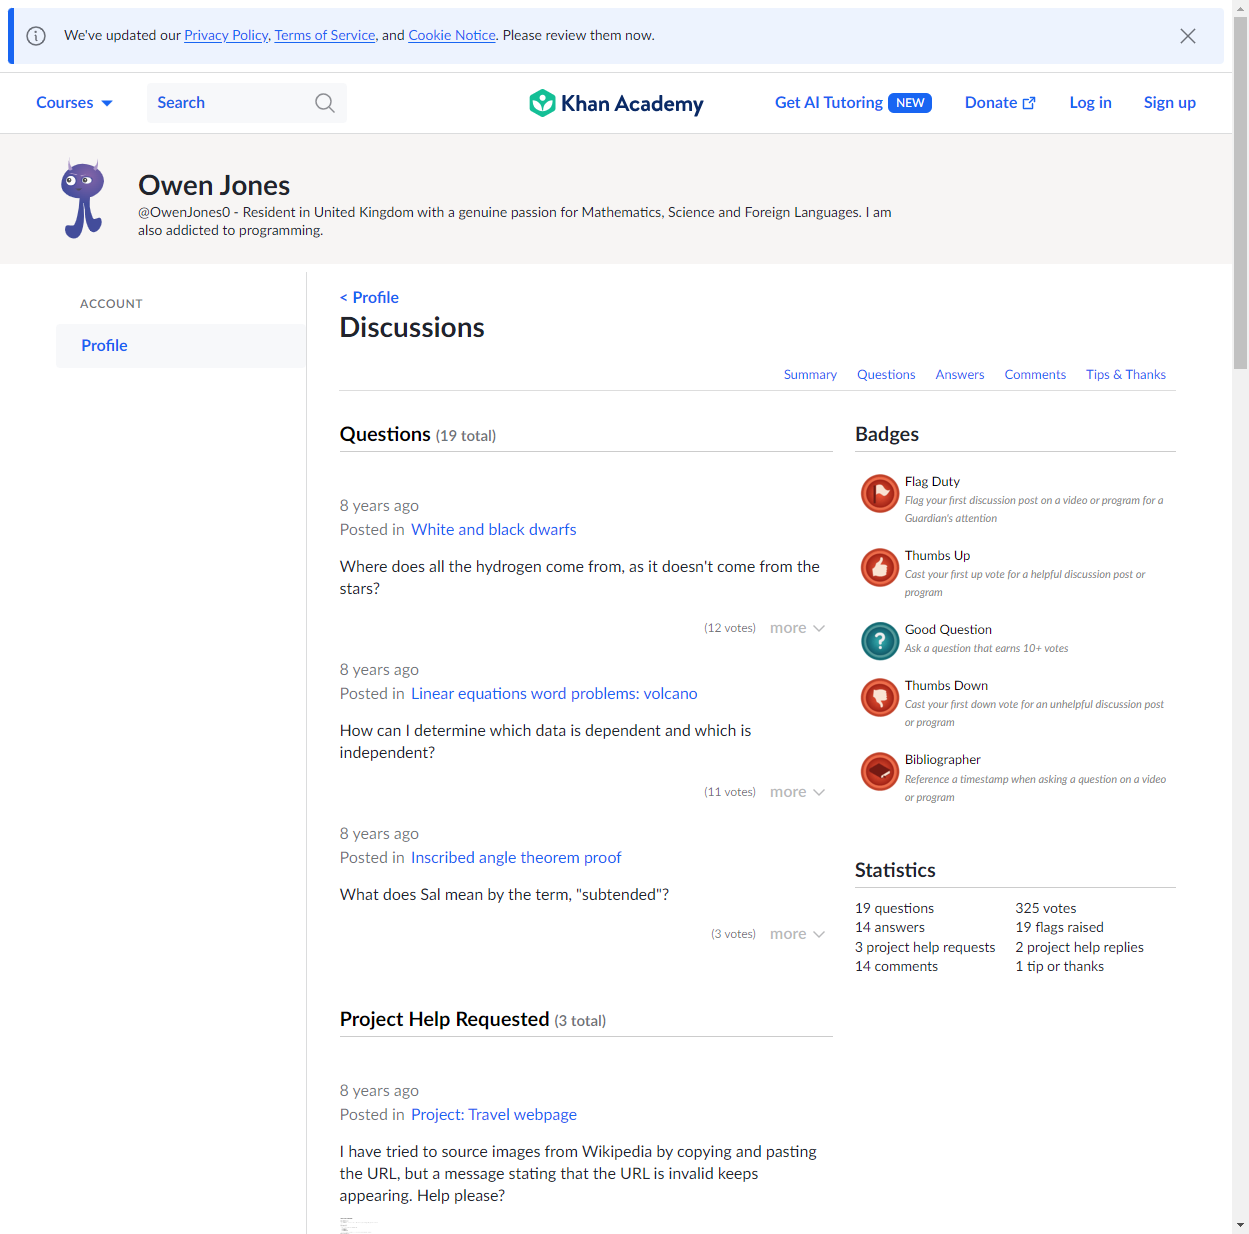 We've updated our Privacy Policy, Terms of Service, and Cookie Notice. Please review them now.
Courses
Search
Khan Academy
Get AI Tutoring NEW
Donate
Log in
Sign up
Owen Jones
@OwenJones0 - Resident in United Kingdom with a genuine passion for Mathematics, Science and Foreign Languages. I am
also addicted to programming.
ACCOUNT
Profile
< Profile
Discussions
Summary
Questions
Answers
Comments
Tips & Thanks
Questions (19 total)
8 years ago
Posted in White and black dwarfs
Where does all the hydrogen come from, as it doesn't come from the
stars?
(12 votes) more
8 years ago
Posted in Linear equations word problems: volcano
How can I determine which data is dependent and which is
independent?
(11 votes) more
8 years ago
Posted in Inscribed angle theorem proof
What does Sal mean by the term, "subtended"?
(3 votes) more
Project Help Requested (3 total)
8 years ago
Posted in Project: Travel webpage
I have tried to source images from Wikipedia by copying and pasting
the URL, but a message stating that the URL is invalid keeps
appearing. Help please?
Badges
Flag Duty
Flag your first discussion post on a video or program for a
Guardian's attention
Thumbs Up
Cast your first up vote for a helpful discussion post or
program
Good Question
Ask a question that earns 10+ votes
Thumbs Down
Cast your first down vote for an unhelpful discussion post
or program
Bibliographer
Reference a timestamp when asking a question on a video
or program
Statistics
19 questions
325 votes
14 answers
19 flags raised
3 project help requests
2 project help replies
14 comments
1 tip or thanks